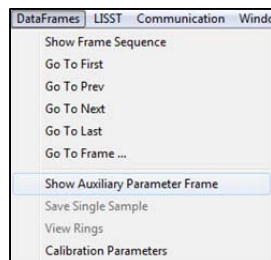 DataFrames LISST Communication
Show Frame Sequence
Go To First
Go To Prev
Go To Next
Go To Last
Go To Frame ...
Show Auxiliary Parameter Frame
Save Single Sample
View Rings
Calibration Parameters